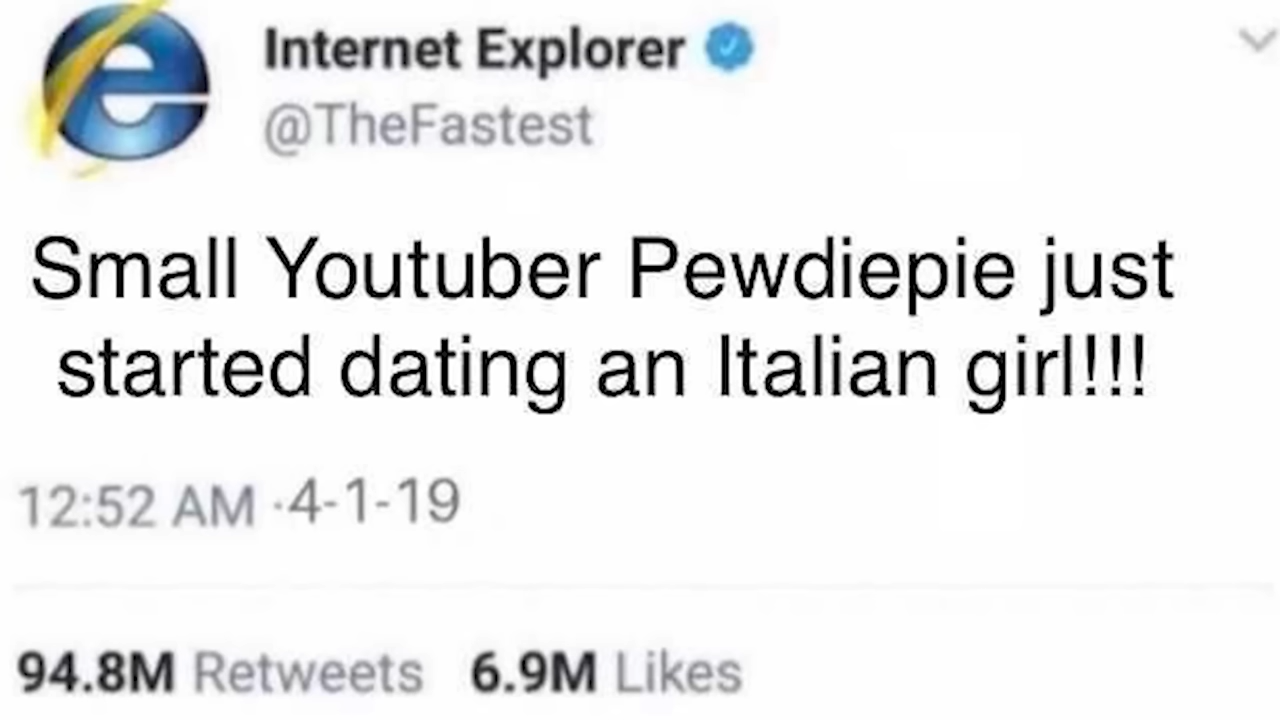 Internet Explorer
@TheFastest
Small Youtuber Pewdiepie just
started dating an Italian girl!!!
12:52 AM ·4-1-19
94.8M Retweets 6.9M Likes